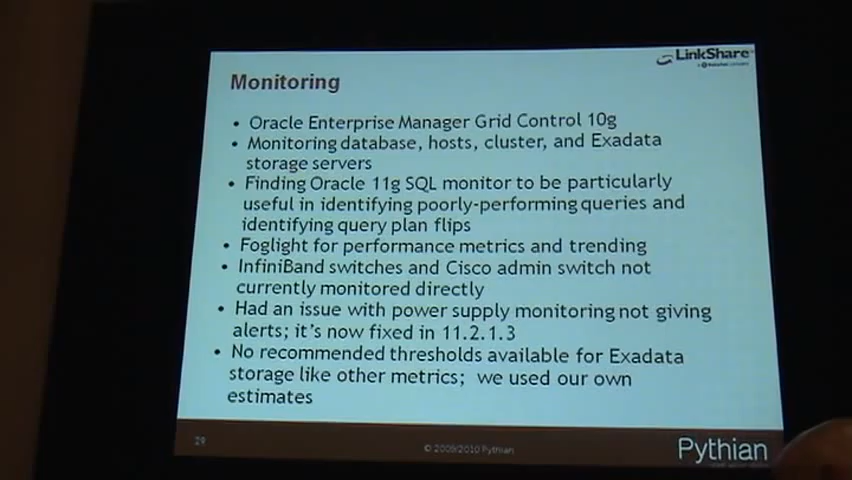 LinkShare
Monitoring
• Oracle Enterprise Manager Grid Control 10g
• Monitoring database, hosts, cluster, and Exadata
storage servers
• Finding Oracle 11g SQL monitor to be particularly
useful in identifying poorly-performing queries and
identifying query plan flips
• Foglight for performance metrics and trending
• InfiniBand switches and Cisco admin switch not
currently monitored directly
• Had an issue with power supply monitoring not giving
alerts; it's now fixed in 11.2.1.3
• No recommended thresholds available for Exadata
storage like other metrics; we used our own
estimates
29
© 2009/2010 Pythian
Pythian